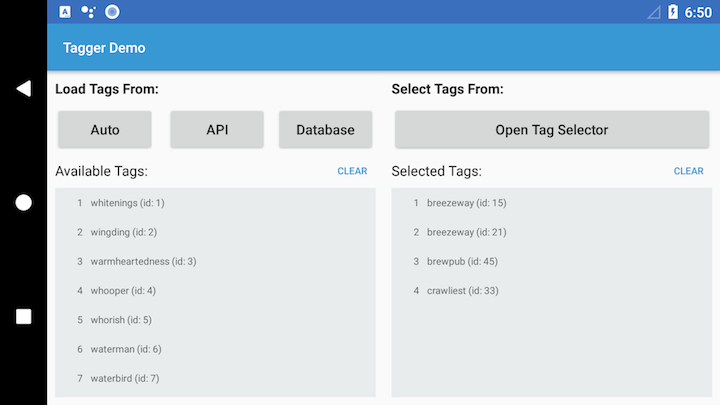 6:50
Tagger Demo
Load Tags From:
Auto API Database
Available Tags: CLEAR
1 whitenings (id: 1)
2 wingding (id: 2)
3 warmheartedness (id: 3)
4 whooper (id: 4)
5 whorish (id: 5)
6 waterman (id: 6)
7 waterbird (id: 7)
Select Tags From:
Open Tag Selector
Selected Tags: CLEAR
1 breezeway (id: 15)
2 breezeway (id: 21)
3 brewpub (id: 45)
4 crawliest (id: 33)